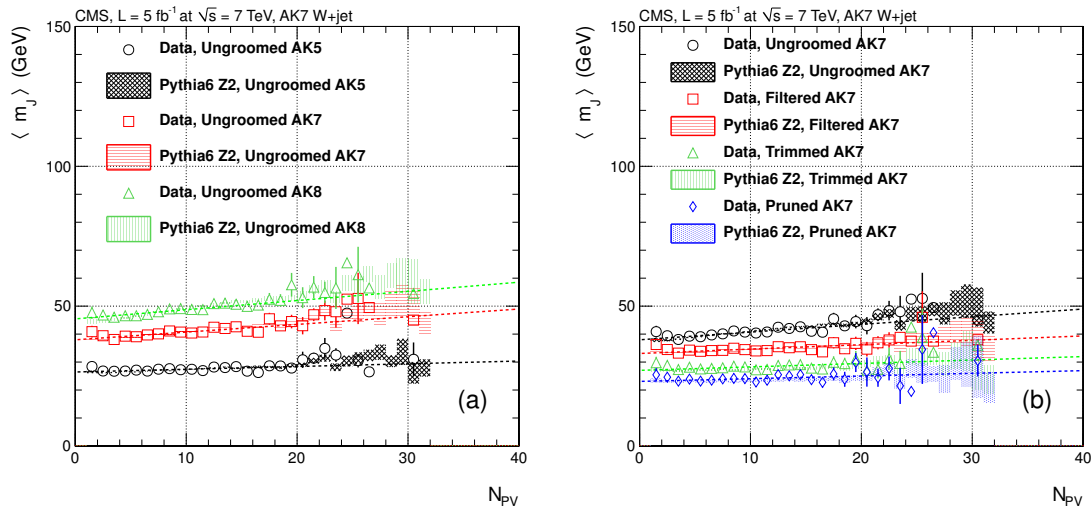 CMS, L = 5 fb⁻¹ at √s = 7 TeV, AK7 W+jet
⟨ m_J ⟩ (GeV)
150
100
50
0
Data, Ungroomed AK5
Pythia6 Z2, Ungroomed AK5
Data, Ungroomed AK7
Pythia6 Z2, Ungroomed AK7
Data, Ungroomed AK8
Pythia6 Z2, Ungroomed AK8
(a)
0 10 20 30 40
N_PV
CMS, L = 5 fb⁻¹ at √s = 7 TeV, AK7 W+jet
⟨ m_J ⟩ (GeV)
150
100
50
0
Data, Ungroomed AK7
Pythia6 Z2, Ungroomed AK7
Data, Filtered AK7
Pythia6 Z2, Filtered AK7
Data, Trimmed AK7
Pythia6 Z2, Trimmed AK7
Data, Pruned AK7
Pythia6 Z2, Pruned AK7
(b)
0 10 20 30 40
N_PV